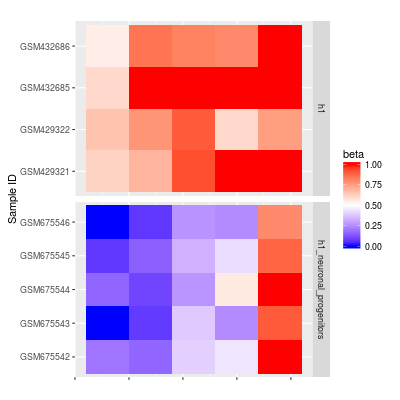 GSM432686
GSM432685
GSM429322
GSM429321
h1
GSM675546
GSM675545
GSM675544
GSM675543
GSM675542
h1_neuronal_progenitors
Sample ID
beta
1.00
0.75
0.50
0.25
0.00